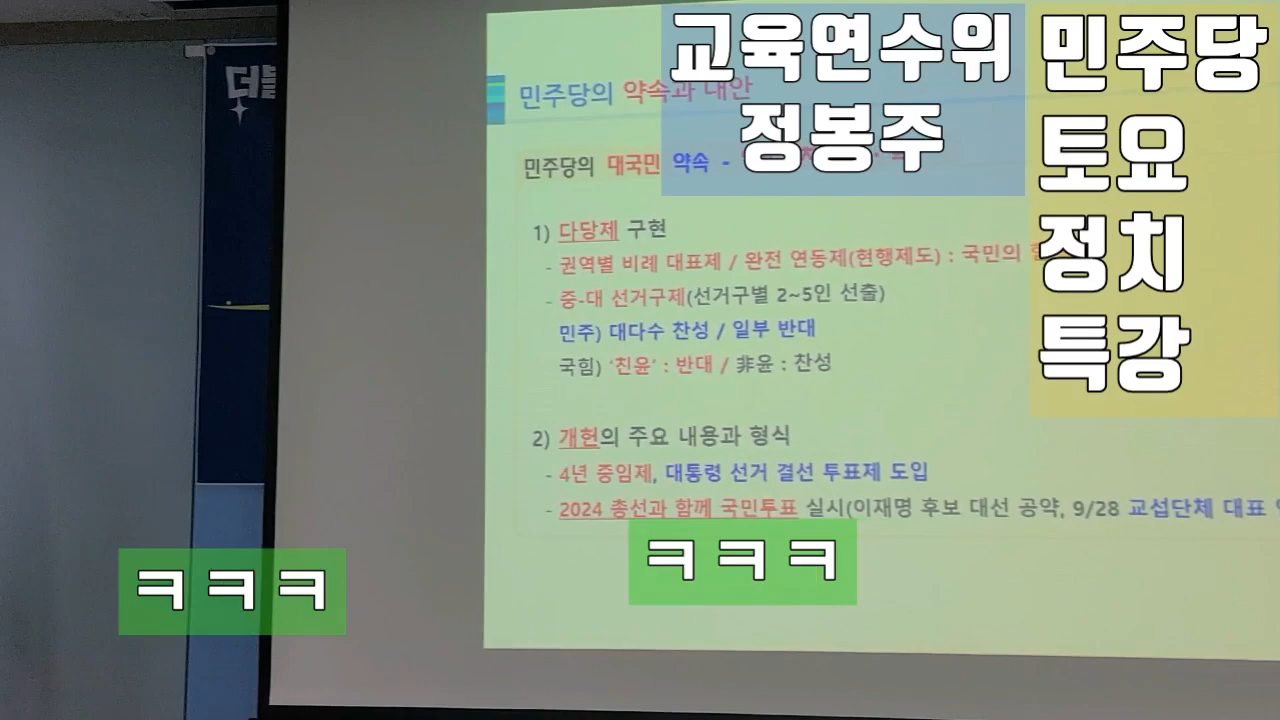 교육연수위
정봉주
민주당
토요
정치
특강
민주당의 약속과 대안
민주당의 대국민 약속 -
1) 다당제 구현
- 권역별 비례 대표제 / 완전 연동제(현행제도) : 국민의
- 중-대 선거구제(선거구별 2~5인 선출)
민주) 대다수 찬성 / 일부 반대
국힘) ‘친윤’ : 반대 / 非윤 : 찬성
2) 개헌의 주요 내용과 형식
- 4년 중임제, 대통령 선거 결선 투표제 도입
- 2024 총선과 함께 국민투표 실시(이재명 후보 대선 공약, 9/28 교섭단체 대표
ㅋㅋㅋ
ㅋㅋㅋ